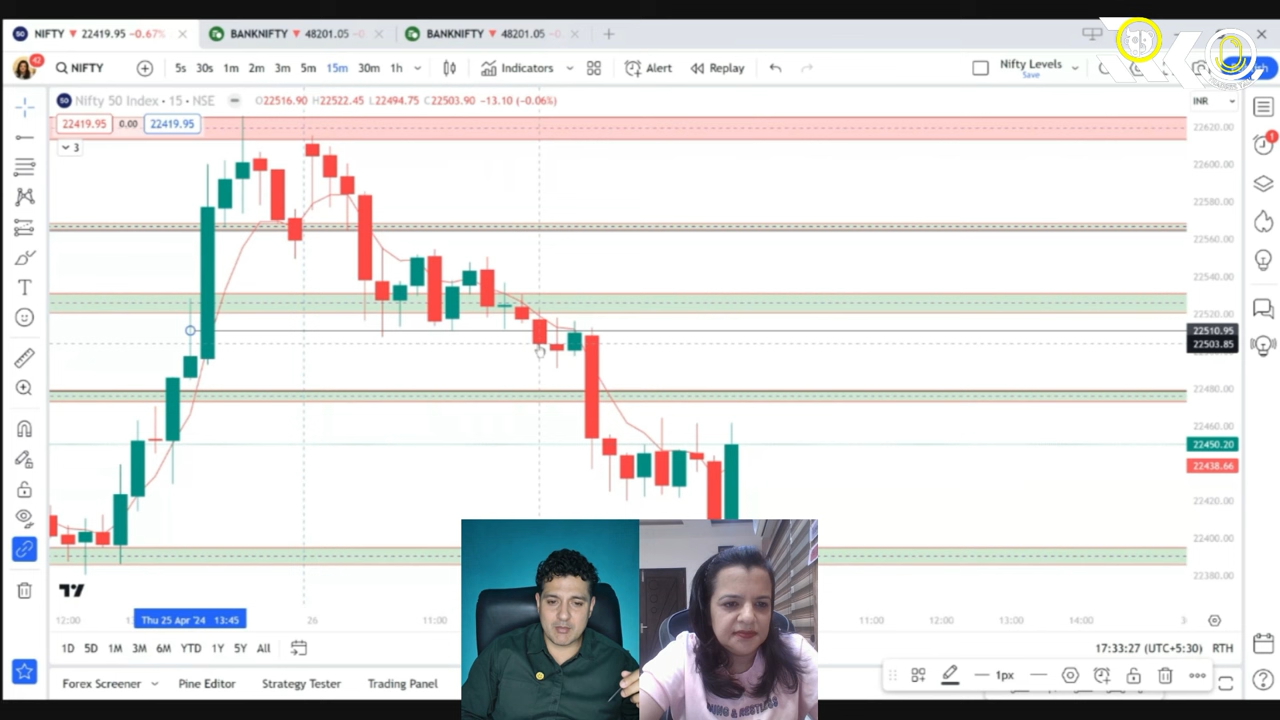 NIFTY ▼ 22419.95 −0.67%
BANKNIFTY ▼ 48201.05
BANKNIFTY ▼ 48201.05
42
NIFTY
5s 30s 1m 2m 3m 5m 15m 30m 1h
Indicators
Alert
Replay
Nifty Levels
Save
Nifty 50 Index · 15 · NSE
O22516.90 H22522.45 L22494.75 C22503.90 −13.10 (−0.06%)
INR
22419.95 0.00 22419.95
3
1
22620.00
22600.00
22580.00
22560.00
22540.00
22520.00
22510.95
22503.85
22480.00
22460.00
22450.20
22438.66
22420.00
22400.00
22380.00
12:00
Thu 25 Apr '24 13:45
26
11:00
11:00
12:00
13:00
14:00
1D 5D 1M 3M 6M YTD 1Y 5Y All
17:33:27 (UTC+5:30)
RTH
1px
Forex Screener
Pine Editor
Strategy Tester
Trading Panel